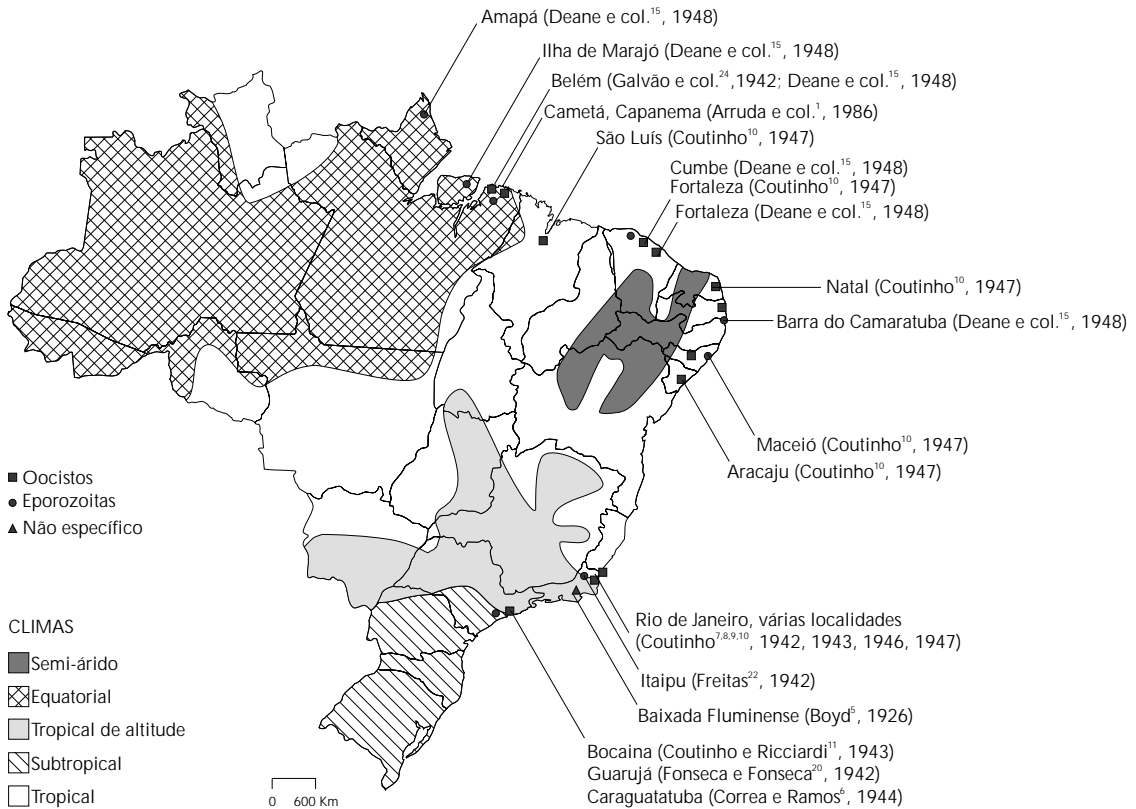 Amapá (Deane e col.15, 1948)
Ilha de Marajó (Deane e col.15, 1948)
Belém (Galvão e col.24,1942; Deane e col.15, 1948)
Cametá, Capanema (Arruda e col.1, 1986)
São Luís (Coutinho10, 1947)
Cumbe (Deane e col.15, 1948)
Fortaleza (Coutinho10, 1947)
Fortaleza (Deane e col.15, 1948)
Natal (Coutinho10, 1947)
Barra do Camaratuba (Deane e col.15, 1948)
Maceió (Coutinho10, 1947)
Aracaju (Coutinho10, 1947)
Oocistos
Eporozoitas
Não específico
CLIMAS
Semi-árido
Equatorial
Tropical de altitude
Subtropical
Tropical
0 600 Km
Rio de Janeiro, várias localidades
(Coutinho7,8,9,10, 1942, 1943, 1946, 1947)
Itaipu (Freitas22, 1942)
Baixada Fluminense (Boyd5, 1926)
Bocaina (Coutinho e Ricciardi11, 1943)
Guarujá (Fonseca e Fonseca20, 1942)
Caraguatatuba (Correa e Ramos6, 1944)